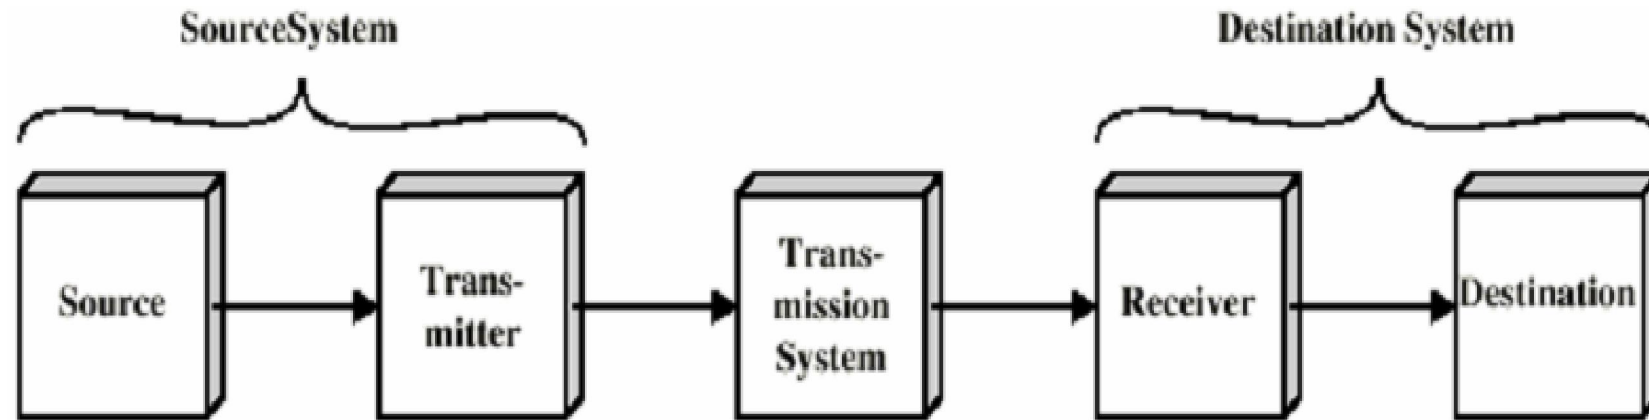 SourceSystem
Destination System
Source
Trans-
mitter
Trans-
mission
System
Receiver
Destination